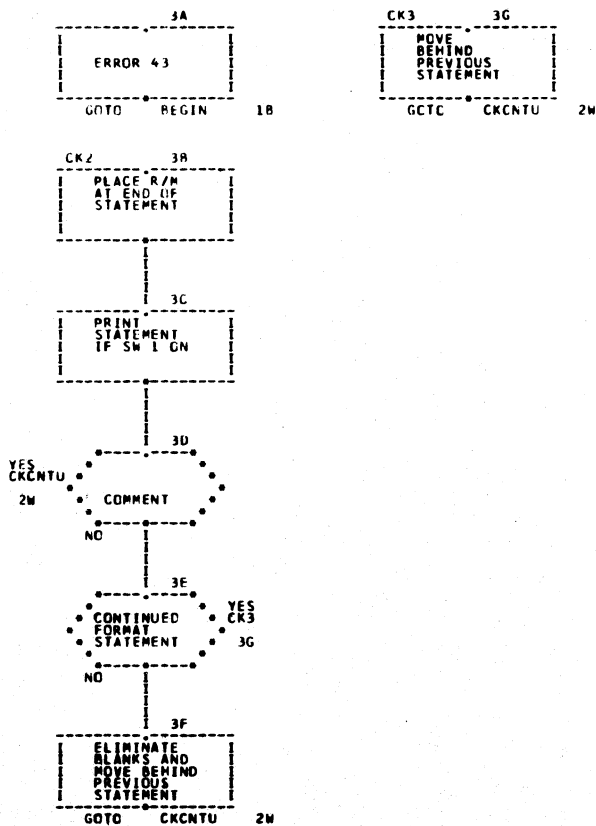 3A
ERROR 43
GOTO BEGIN 1B
CK2 3B
PLACE R/M
AT END OF
STATEMENT
3C
PRINT
STATEMENT
IF SW 1 ON
3D
YES
CKCNTU
2W
COMMENT
NO
3E
CONTINUED
FORMAT
STATEMENT
YES
CK3
3G
NO
3F
ELIMINATE
BLANKS AND
MOVE BEHIND
PREVIOUS
STATEMENT
GOTO CKCNTU 2W
CK3 3G
MOVE
BEHIND
PREVIOUS
STATEMENT
GOTO CKCNTU 2W